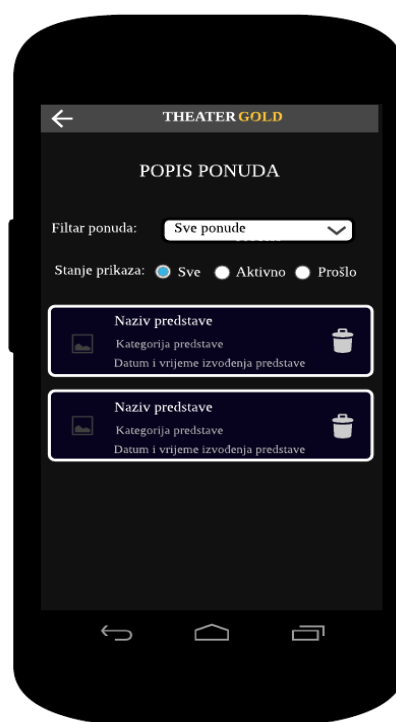 THEATER GOLD
POPIS PONUDA
Filtar ponuda: Sve ponude
Stanje prikaza: Sve Aktivno Prošlo
Naziv predstave
Kategorija predstave
Datum i vrijeme izvođenja predstave
Naziv predstave
Kategorija predstave
Datum i vrijeme izvođenja predstave